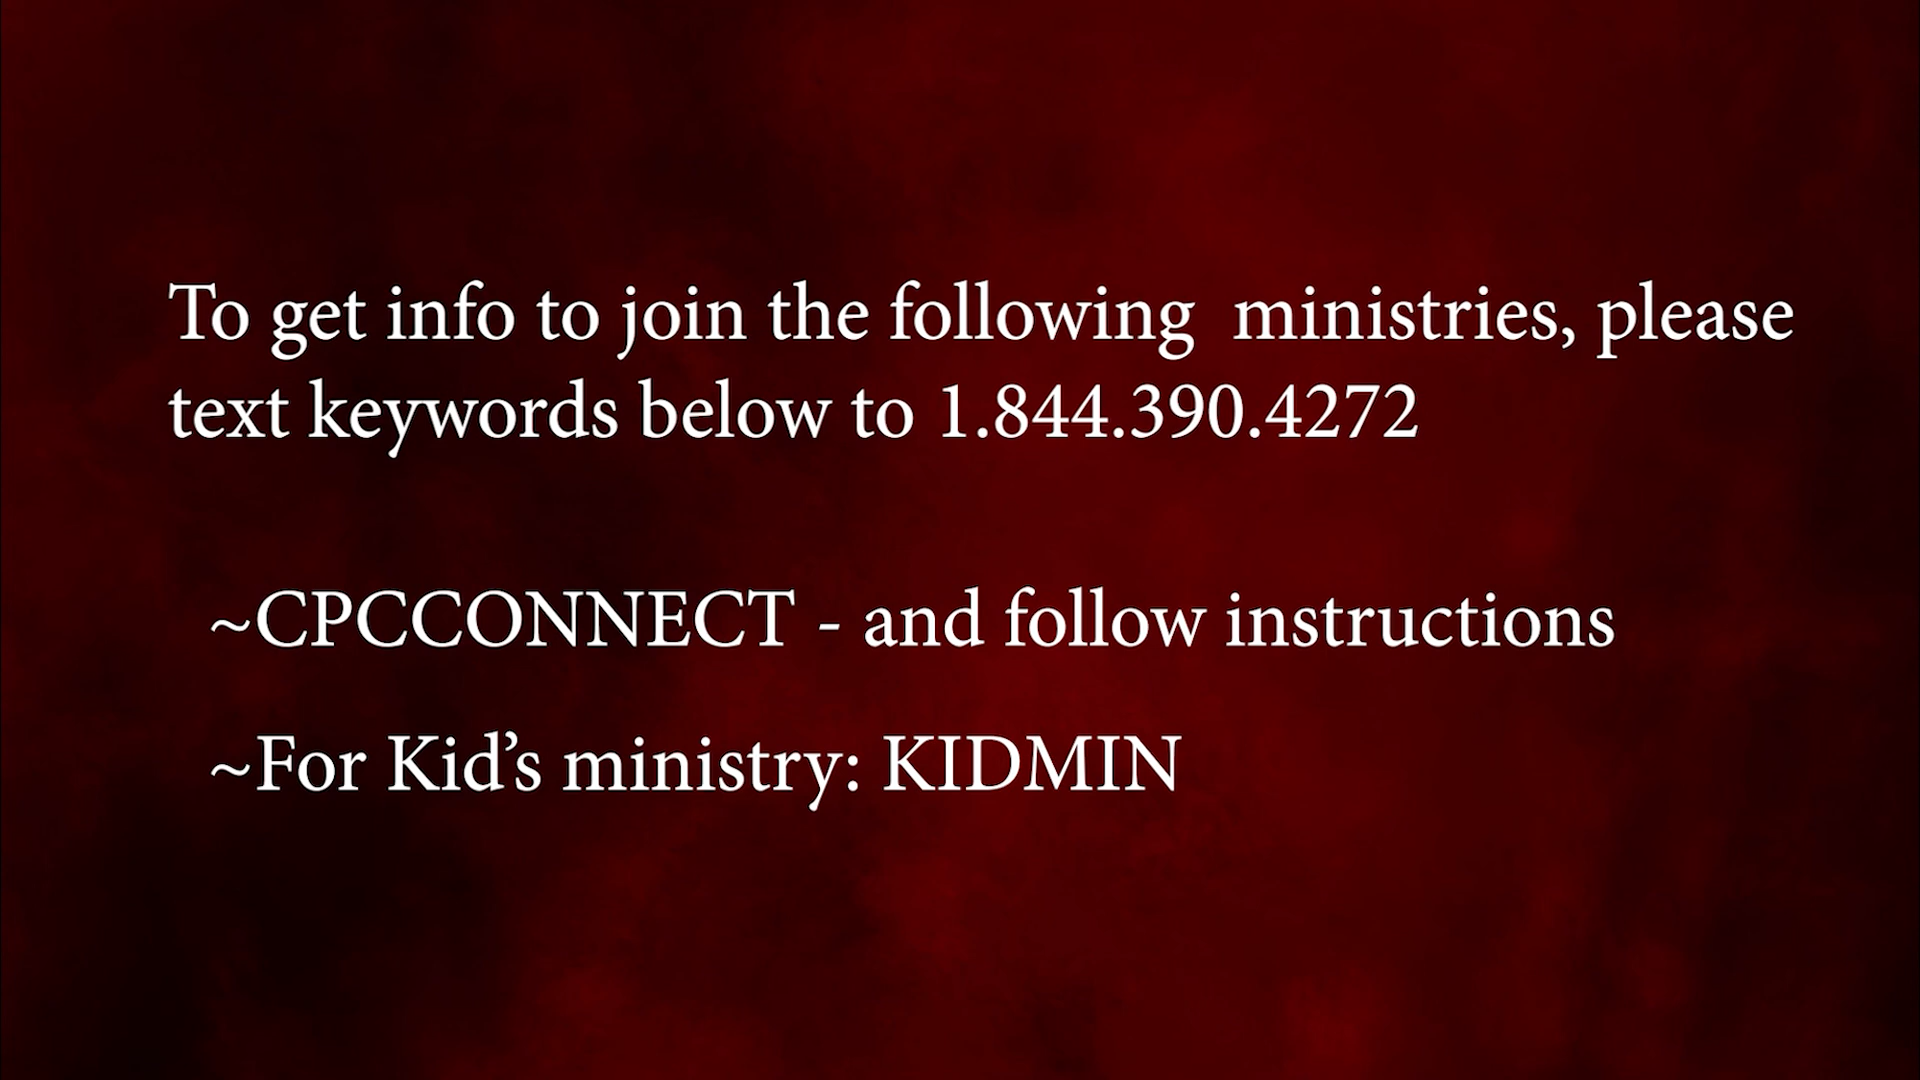 To get info to join the following  ministries, please
text keywords below to 1.844.390.4272
~CPCCONNECT - and follow instructions
~For Kid’s ministry: KIDMIN